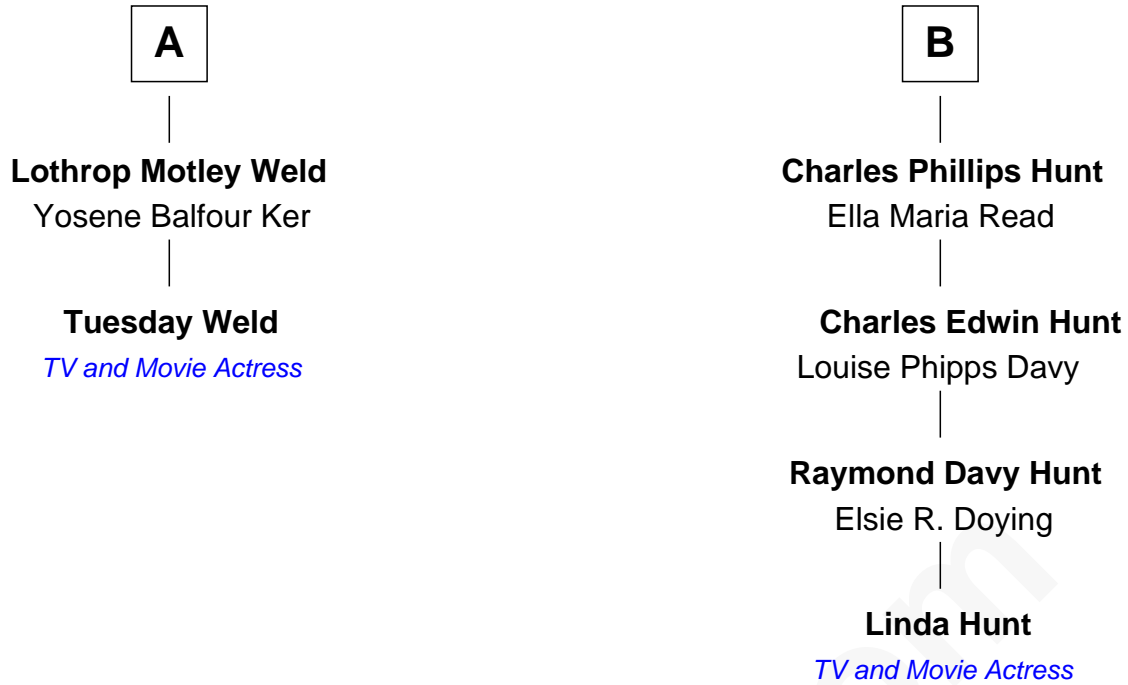 A
Lothrop Motley Weld
Yosene Balfour Ker
Tuesday Weld
TV and Movie Actress
B
Charles Phillips Hunt
Ella Maria Read
Charles Edwin Hunt
Louise Phipps Davy
Raymond Davy Hunt
Elsie R. Doying
Linda Hunt
TV and Movie Actress